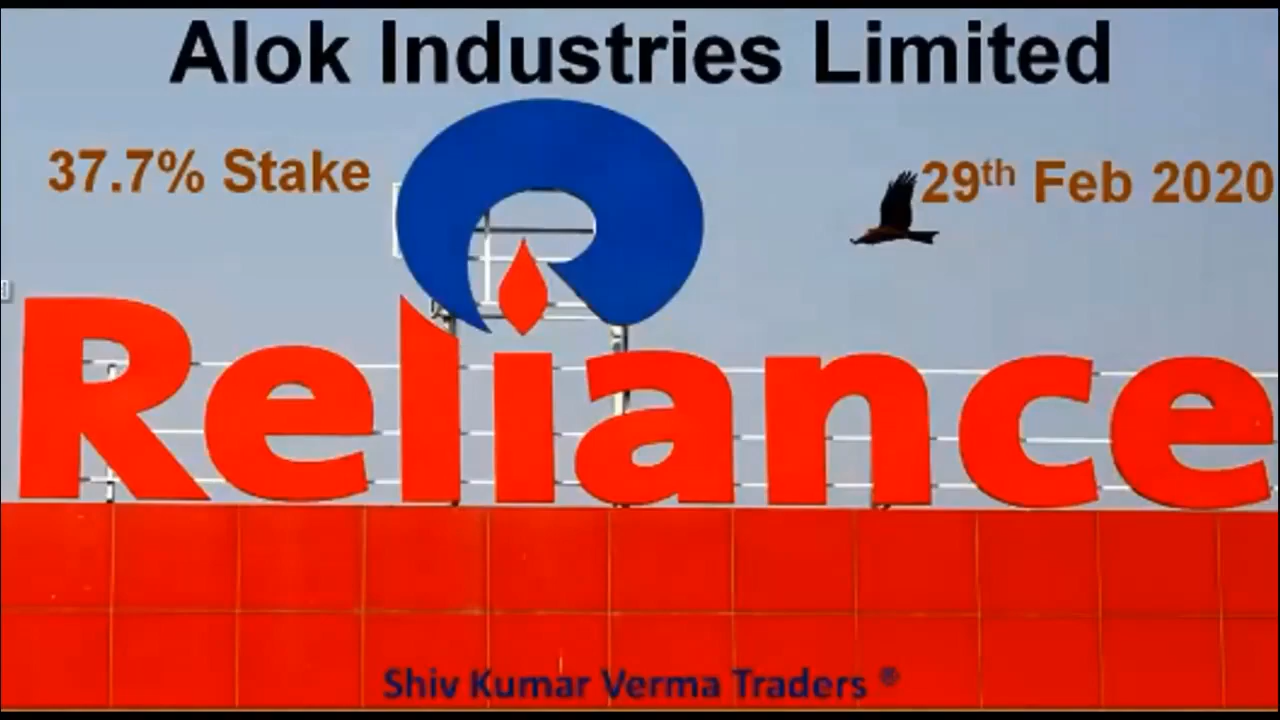 Alok Industries Limited
37.7% Stake
29th Feb 2020
Reliance
Shiv Kumar Verma Traders ®